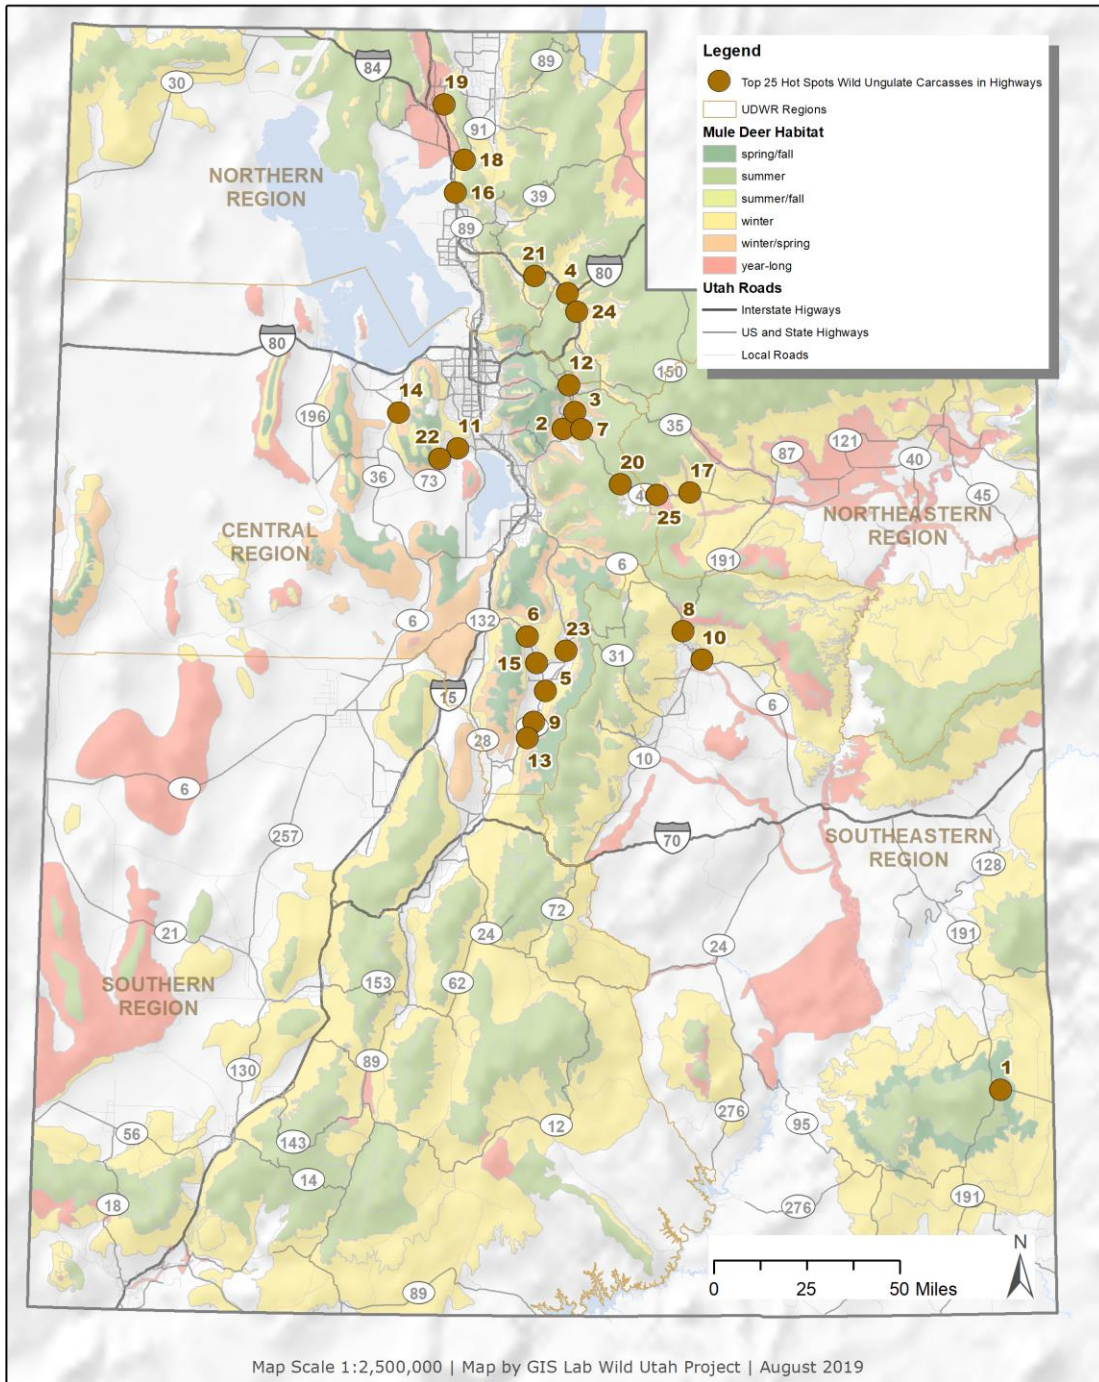 Legend
Top 25 Hot Spots Wild Ungulate Carcasses in Highways
UDWR Regions
Mule Deer Habitat
spring/fall
summer
summer/fall
winter
winter/spring
year-long
Utah Roads
Interstate Higways
US and State Highways
Local Roads
84
89
30
19
91
18
NORTHERN
REGION
16
39
89
21
4
80
24
80
12
150
14
196
3
2
7
35
11
22
121
87
40
36
73
20
17
45
4
25
NORTHEASTERN
REGION
CENTRAL
REGION
6
191
6
132
6
8
23
31
10
15
5
15
6
9
28
13
10
6
257
70
SOUTHEASTERN
REGION
128
72
21
24
191
24
SOUTHERN
REGION
153
62
89
1
130
276
56
143
12
95
14
18
191
276
89
N
0
25
50 Miles
Map Scale 1:2,500,000 | Map by GIS Lab Wild Utah Project | August 2019